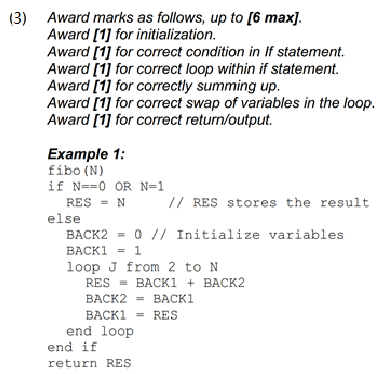 (3) Award marks as follows, up to [6 max].
Award [1] for initialization.
Award [1] for correct condition in If statement.
Award [1] for correct loop within if statement.
Award [1] for correctly summing up.
Award [1] for correct swap of variables in the loop.
Award [1] for correct return/output.
Example 1:
fibo(N)
if N==0 OR N=1
RES = N // RES stores the result
else
BACK2 = 0 // Initialize variables
BACK1 = 1
loop J from 2 to N
RES = BACK1 + BACK2
BACK2 = BACK1
BACK1 = RES
end loop
end if
return RES